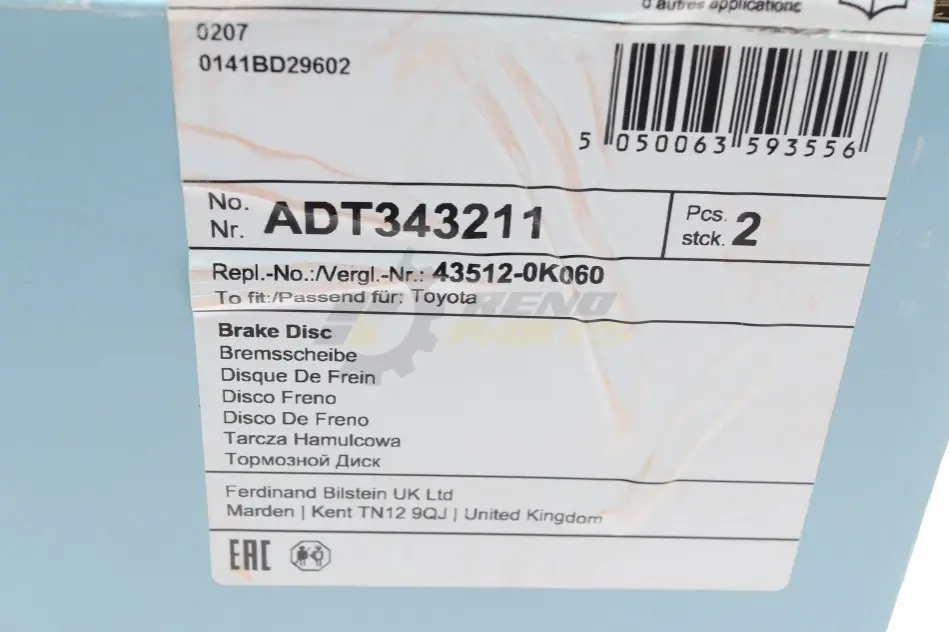 d'autres applications
0207
0141BD29602
5 050063 593556
No.
Nr. ADT343211
Pcs.
stck. 2
Repl.-No.:/Vergl.-Nr.: 43512-0K060
To fit:/Passend für: Toyota
RENO
PARTS
Brake Disc
Bremsscheibe
Disque De Frein
Disco Freno
Disco De Freno
Tarcza Hamulcowa
Тормозной Диск
Ferdinand Bilstein UK Ltd
Marden | Kent TN12 9QJ | United Kingdom
EAC